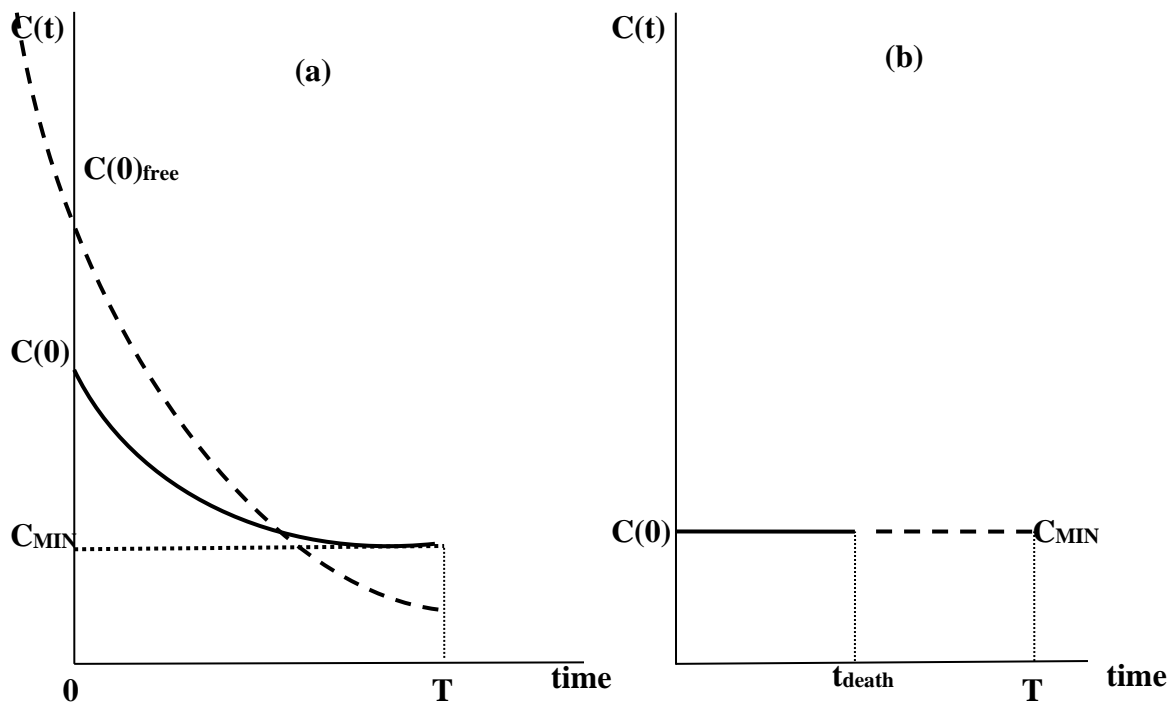 C(t)
(a)
C(0)free
C(0)
CMIN
0
T
time
C(t)
(b)
C(0)
CMIN
tdeath
T
time